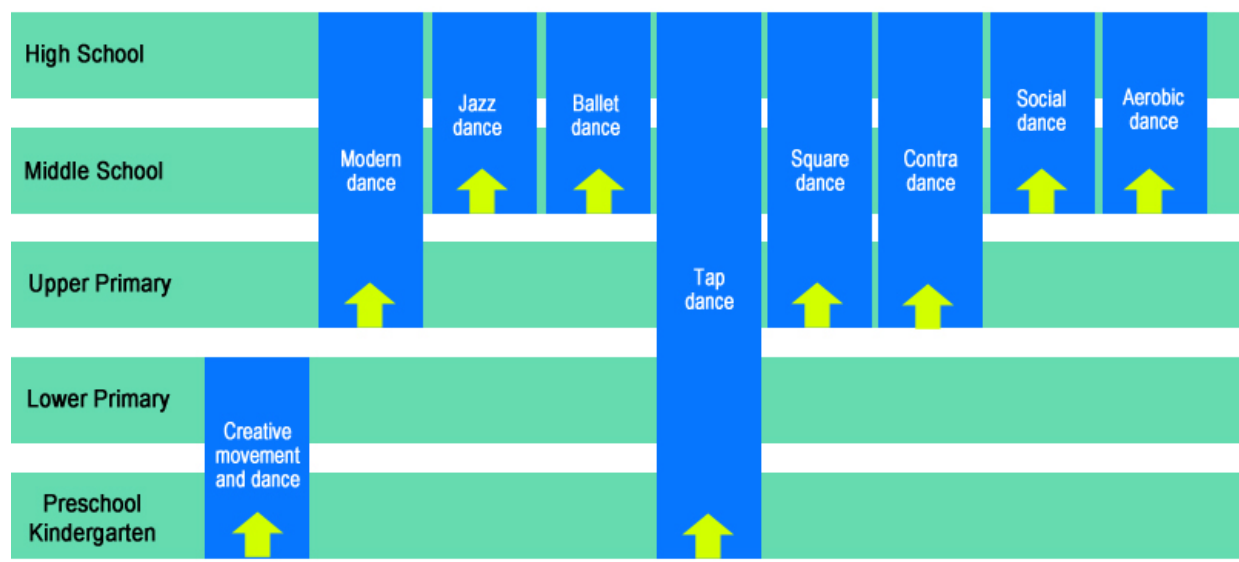 High School
Middle School
Upper Primary
Lower Primary
Preschool
Kindergarten
Creative
movement
and dance
Modern
dance
Jazz
dance
Ballet
dance
Tap
dance
Square
dance
Contra
dance
Social
dance
Aerobic
dance